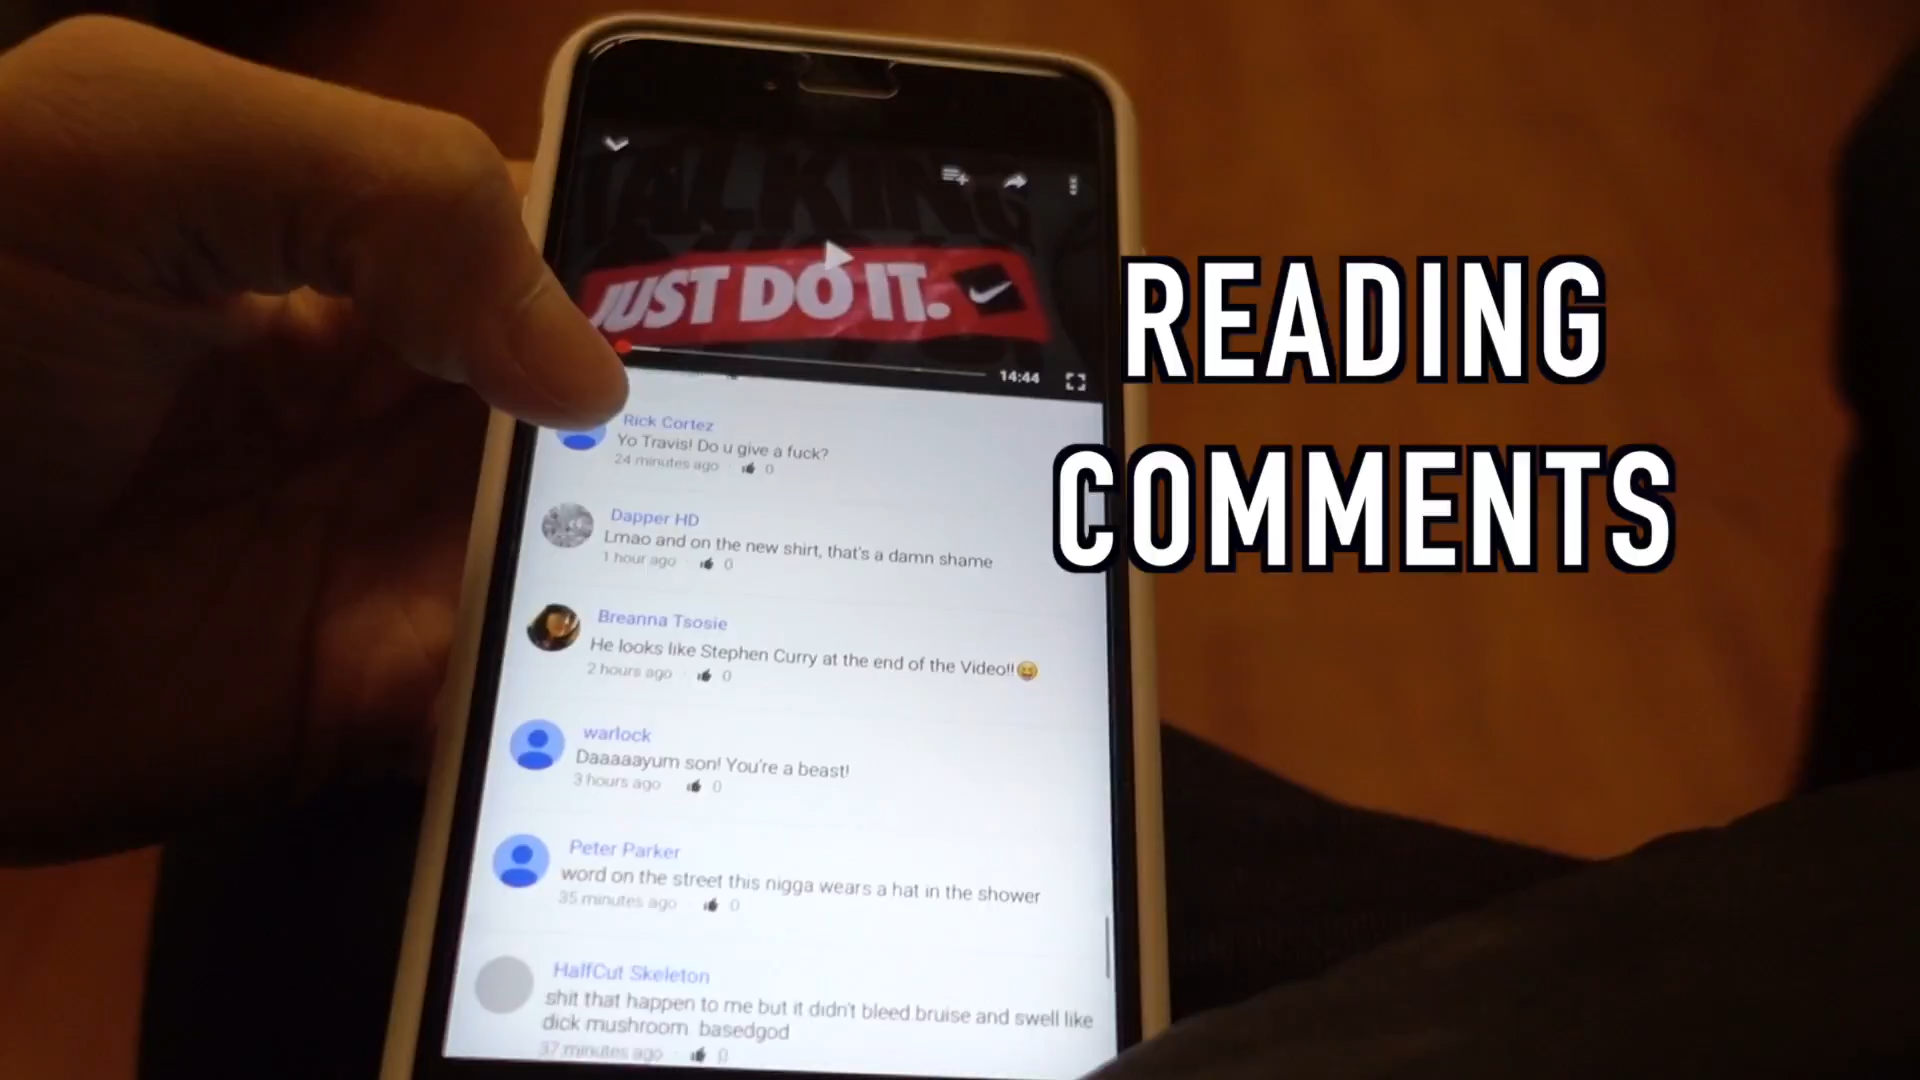 TALKING
JUST DO IT.
14:44
READING
COMMENTS
Rick Cortez
Yo Travis! Do u give a fuck?
24 minutes ago 0
Dapper HD
Lmao and on the new shirt, that's a damn shame
1 hour ago 0
Breanna Tsosie
He looks like Stephen Curry at the end of the Video!!😆
2 hours ago 0
warlock
Daaaaayum son! You're a beast!
3 hours ago 0
Peter Parker
word on the street this nigga wears a hat in the shower
35 minutes ago 0
HalfCut Skeleton
shit that happen to me but it didn't bleed bruise and swell like
dick mushroom basedgod
37 minutes ago 0